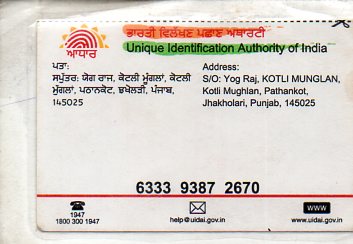 ਭਾਰਤੀ ਵਿਲੱਖਣ ਪਛਾਣ ਅਥਾਰਟੀ
Unique Identification Authority of India
ਆਧਾਰ
ਪਤਾ:
ਸਪੁੱਤਰ: ਯੋਗ ਰਾਜ, ਕੋਟਲੀ ਮੁੰਗਲਾਂ, ਕੋਟਲੀ
ਮੁੰਗਲਾਂ, ਪਠਾਨਕੋਟ, ਝਖੋਲੜੀ, ਪੰਜਾਬ,
145025
Address:
S/O: Yog Raj, KOTLI MUNGLAN,
Kotli Mughlan, Pathankot,
Jhakholari, Punjab, 145025
6333 9387 2670
1947
1800 300 1947
help@uidai.gov.in
www
www.uidai.gov.in